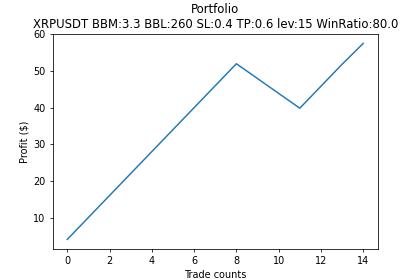 Portfolio
XRPUSDT BBM:3.3 BBL:260 SL:0.4 TP:0.6 lev:15 WinRatio:80.0
60
50
40
30
20
10
Profit ($)
0 2 4 6 8 10 12 14
Trade counts